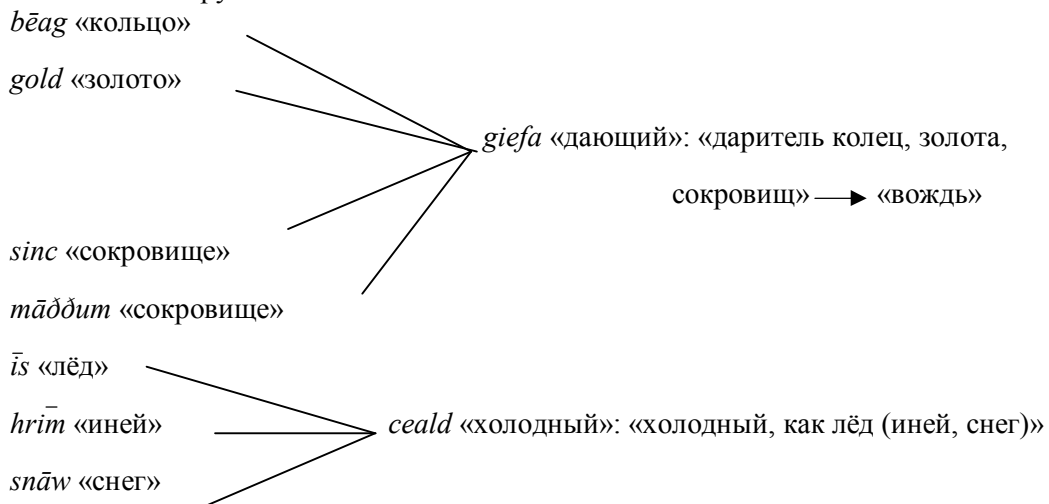 bēag «кольцо»
gold «золото»
giefa «дающий»: «даритель колец, золота,
сокровищ» → «вождь»
sinc «сокровище»
māððum «сокровище»
īs «лёд»
hrīm «иней»
ceald «холодный»: «холодный, как лёд (иней, снег)»
snāw «снег»